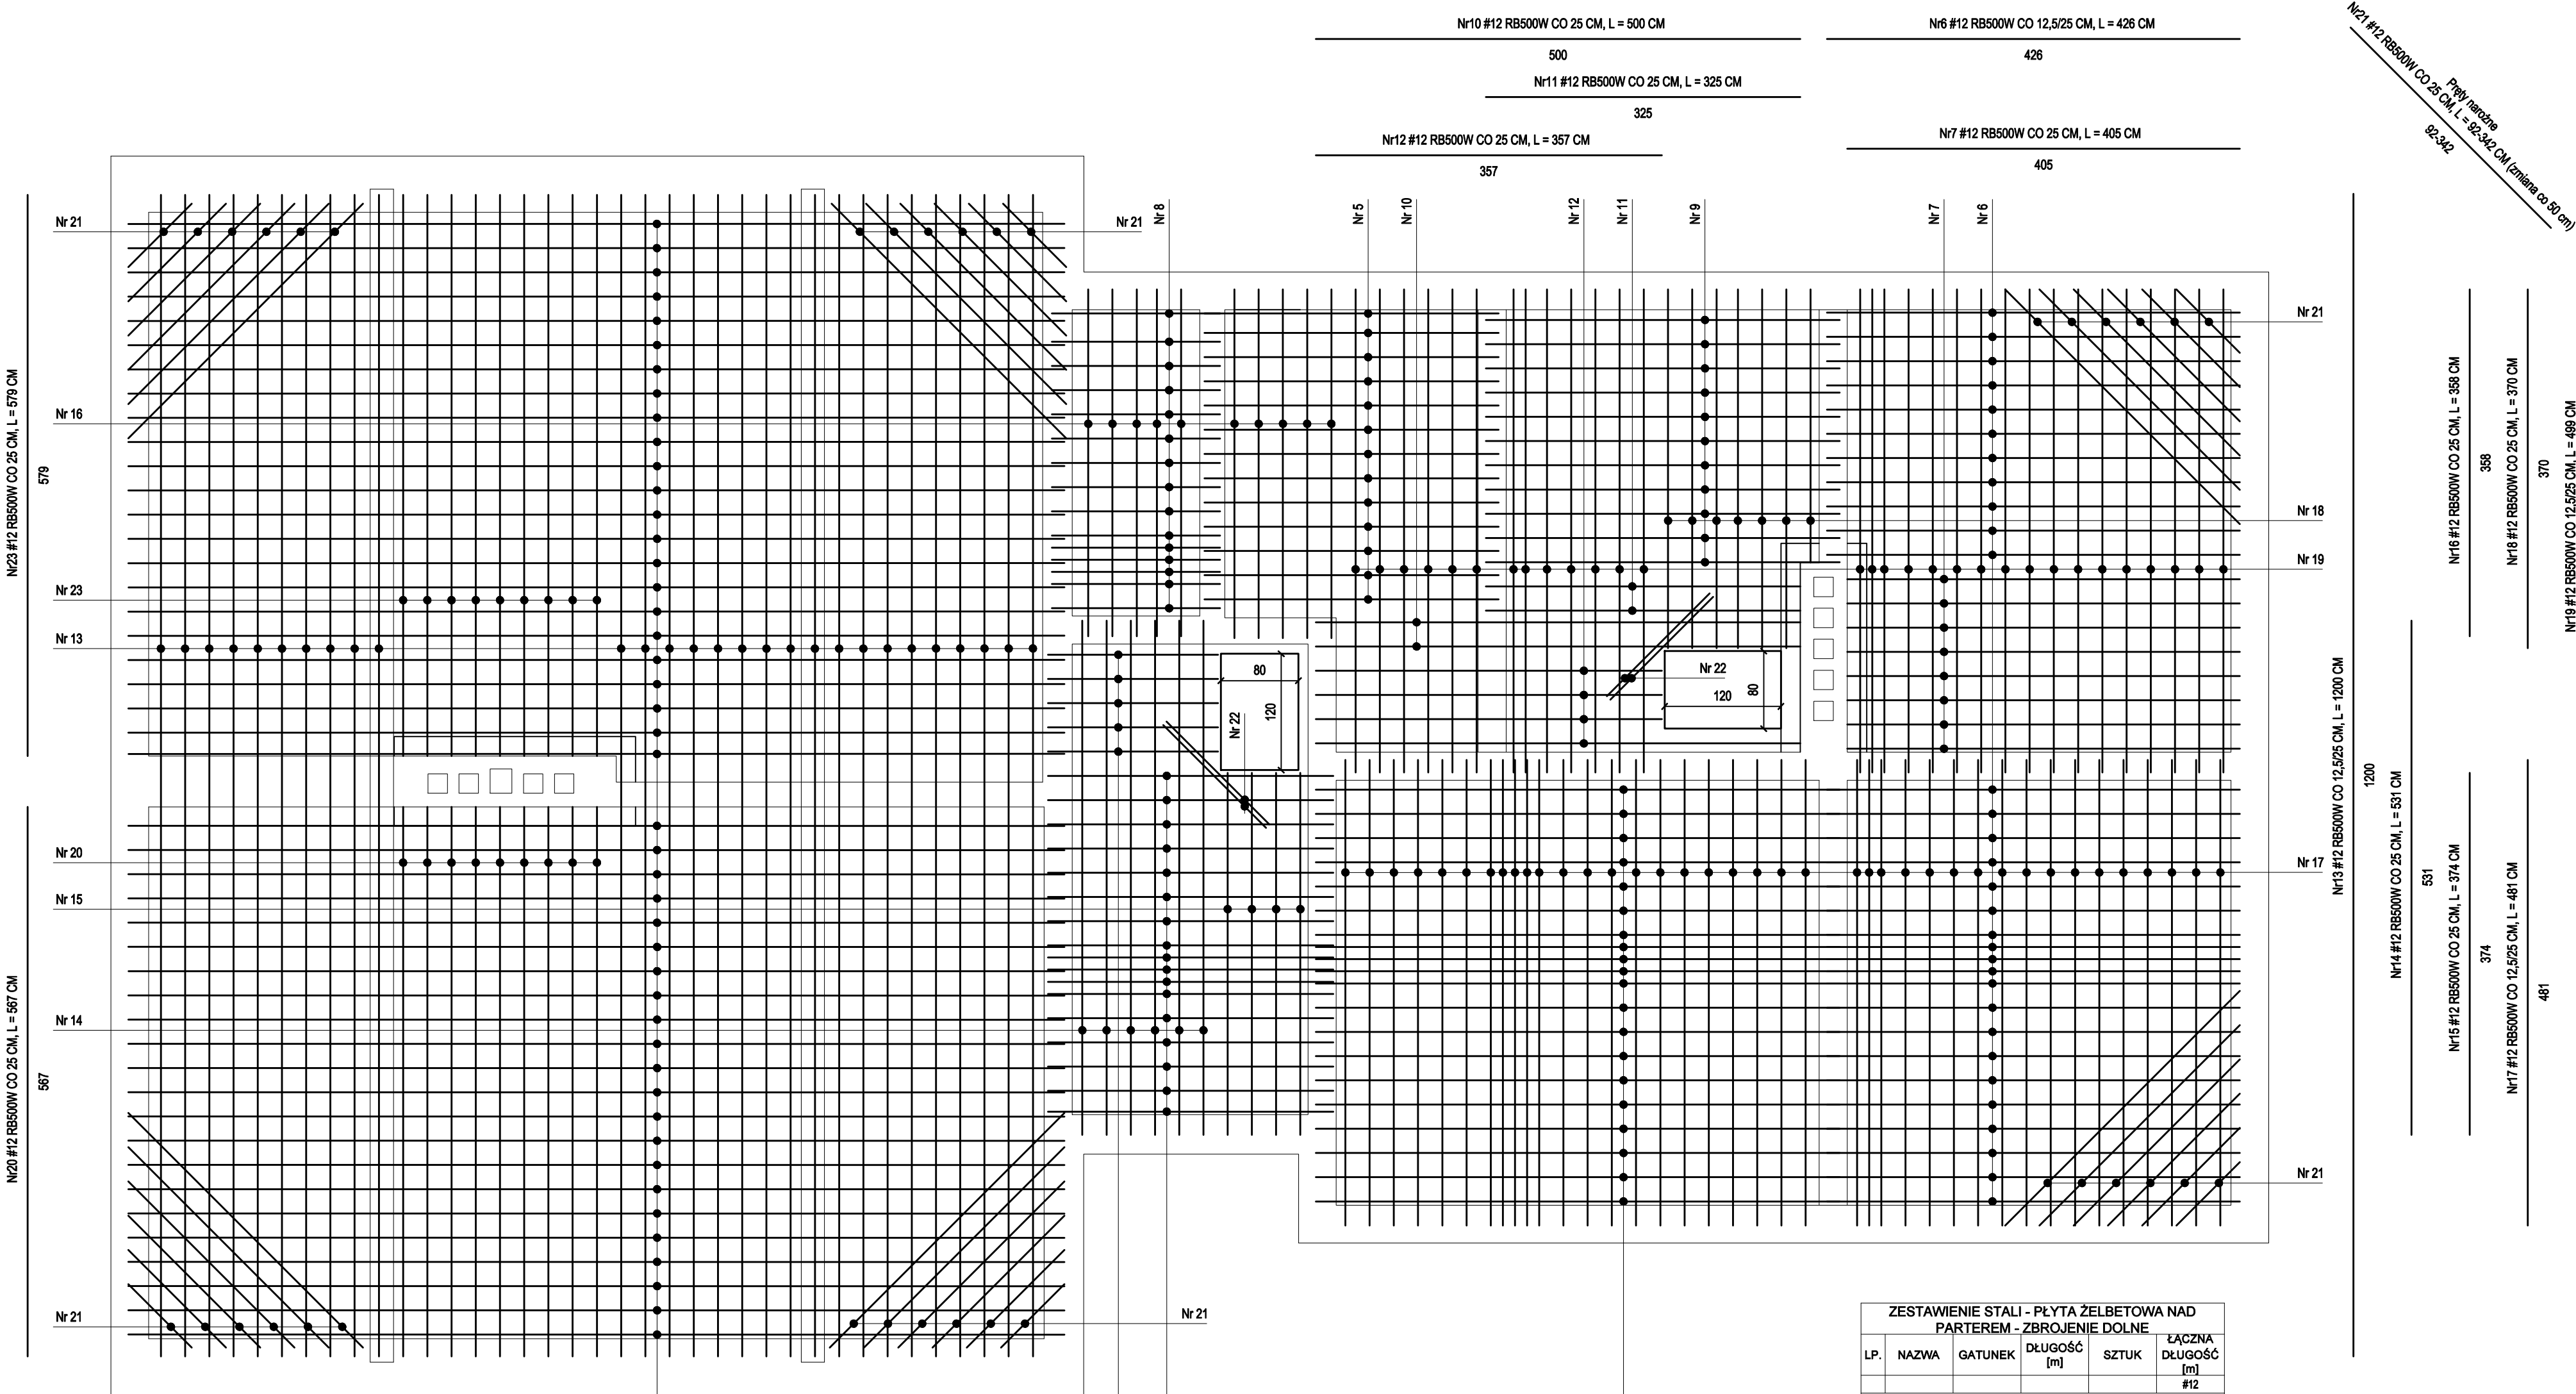 Nr10 #12 RB500W CO 25 CM, L = 500 CM
500
Nr6 #12 RB500W CO 12,5/25 CM, L = 426 CM
426
Nr11 #12 RB500W CO 25 CM, L = 325 CM
325
Nr12 #12 RB500W CO 25 CM, L = 357 CM
357
Nr7 #12 RB500W CO 25 CM, L = 405 CM
405
Nr21 #12 RB500W CO 25 CM, L = 92-342 CM (zmiana co 50 cm)
Pręty narożne
92-342
Nr 21
Nr 21
Nr 8
Nr 5
Nr 10
Nr 12
Nr 11
Nr 9
Nr 7
Nr 6
Nr 21
Nr 16
Nr 18
Nr 19
Nr 23
Nr 13
Nr23 #12 RB500W CO 25 CM, L = 579 CM
579
80
120
Nr 22
Nr 22
120
80
Nr 20
Nr 15
Nr 17
Nr 14
Nr20 #12 RB500W CO 25 CM, L = 567 CM
567
Nr 21
Nr 21
Nr 21
Nr13 #12 RB500W CO 12,5/25 CM, L = 1200 CM
1200
Nr14 #12 RB500W CO 25 CM, L = 531 CM
531
Nr16 #12 RB500W CO 25 CM, L = 358 CM
358
Nr18 #12 RB500W CO 25 CM, L = 370 CM
370
Nr19 #12 RB500W CO 12,5/25 CM, L = 499 CM
Nr15 #12 RB500W CO 25 CM, L = 374 CM
374
Nr17 #12 RB500W CO 12,5/25 CM, L = 481 CM
481
ZESTAWIENIE STALI - PŁYTA ŻELBETOWA NAD
PARTEREM - ZBROJENIE DOLNE
LP. NAZWA GATUNEK DŁUGOŚĆ [m] SZTUK ŁĄCZNA DŁUGOŚĆ [m]
#12